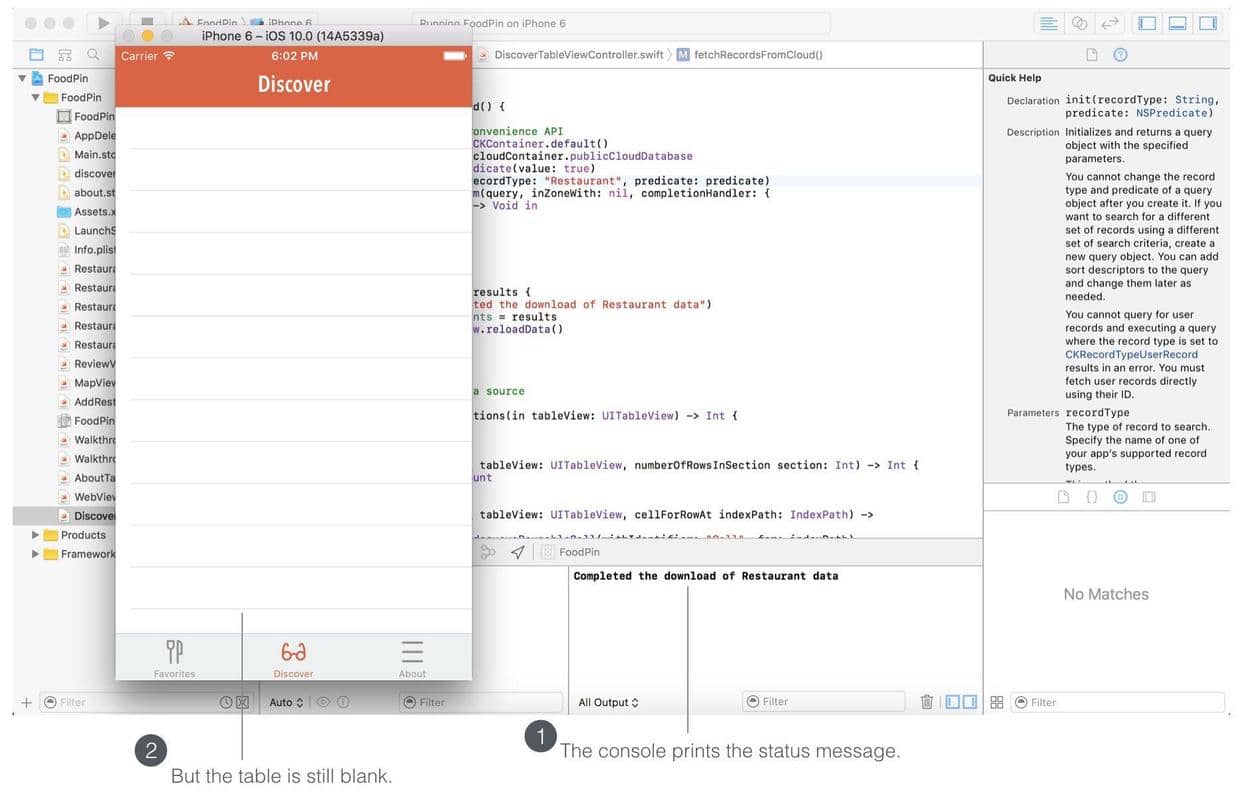 FoodPin iPhone 6
Running FoodPin on iPhone 6
iPhone 6 – iOS 10.0 (14A5339a)
Carrier
6:02 PM
Discover
DiscoverTableViewController.swift
M
fetchRecordsFromCloud()
FoodPin
FoodPin
FoodPin
AppDele
Main.sto
discover
about.st
Assets.x
LaunchS
Info.plist
Restaura
Restaura
Restaura
Restaura
Restaura
ReviewV
MapView
AddRest
FoodPin
Walkthro
Walkthro
AboutTa
WebView
Discover
Products
Framework
Filter
Favorites
Discover
About
d() {
onvenience API
CKContainer.default()
cloudContainer.publicCloudDatabase
dicate(value: true)
ecordType: "Restaurant", predicate: predicate)
m(query, inZoneWith: nil, completionHandler: {
-> Void in
results {
ted the download of Restaurant data")
nts = results
w.reloadData()
a source
tions(in tableView: UITableView) -> Int {
tableView: UITableView, numberOfRowsInSection section: Int) -> Int {
unt
tableView: UITableView, cellForRowAt indexPath: IndexPath) ->
FoodPin
Completed the download of Restaurant data
Auto
Filter
All Output
Filter
Quick Help
Declaration init(recordType: String,
predicate: NSPredicate)
Description Initializes and returns a query
object with the specified
parameters.
You cannot change the record
type and predicate of a query
object after you create it. If you
want to search for a different
set of records using a different
set of search criteria, create a
new query object. You can add
sort descriptors to the query
and change them later as
needed.
You cannot query for user
records and executing a query
where the record type is set to
CKRecordTypeUserRecord
results in an error. You must
fetch user records directly
using their ID.
Parameters recordType
The type of record to search.
Specify the name of one of
your app's supported record
types.
No Matches
Filter
1
The console prints the status message.
2
But the table is still blank.